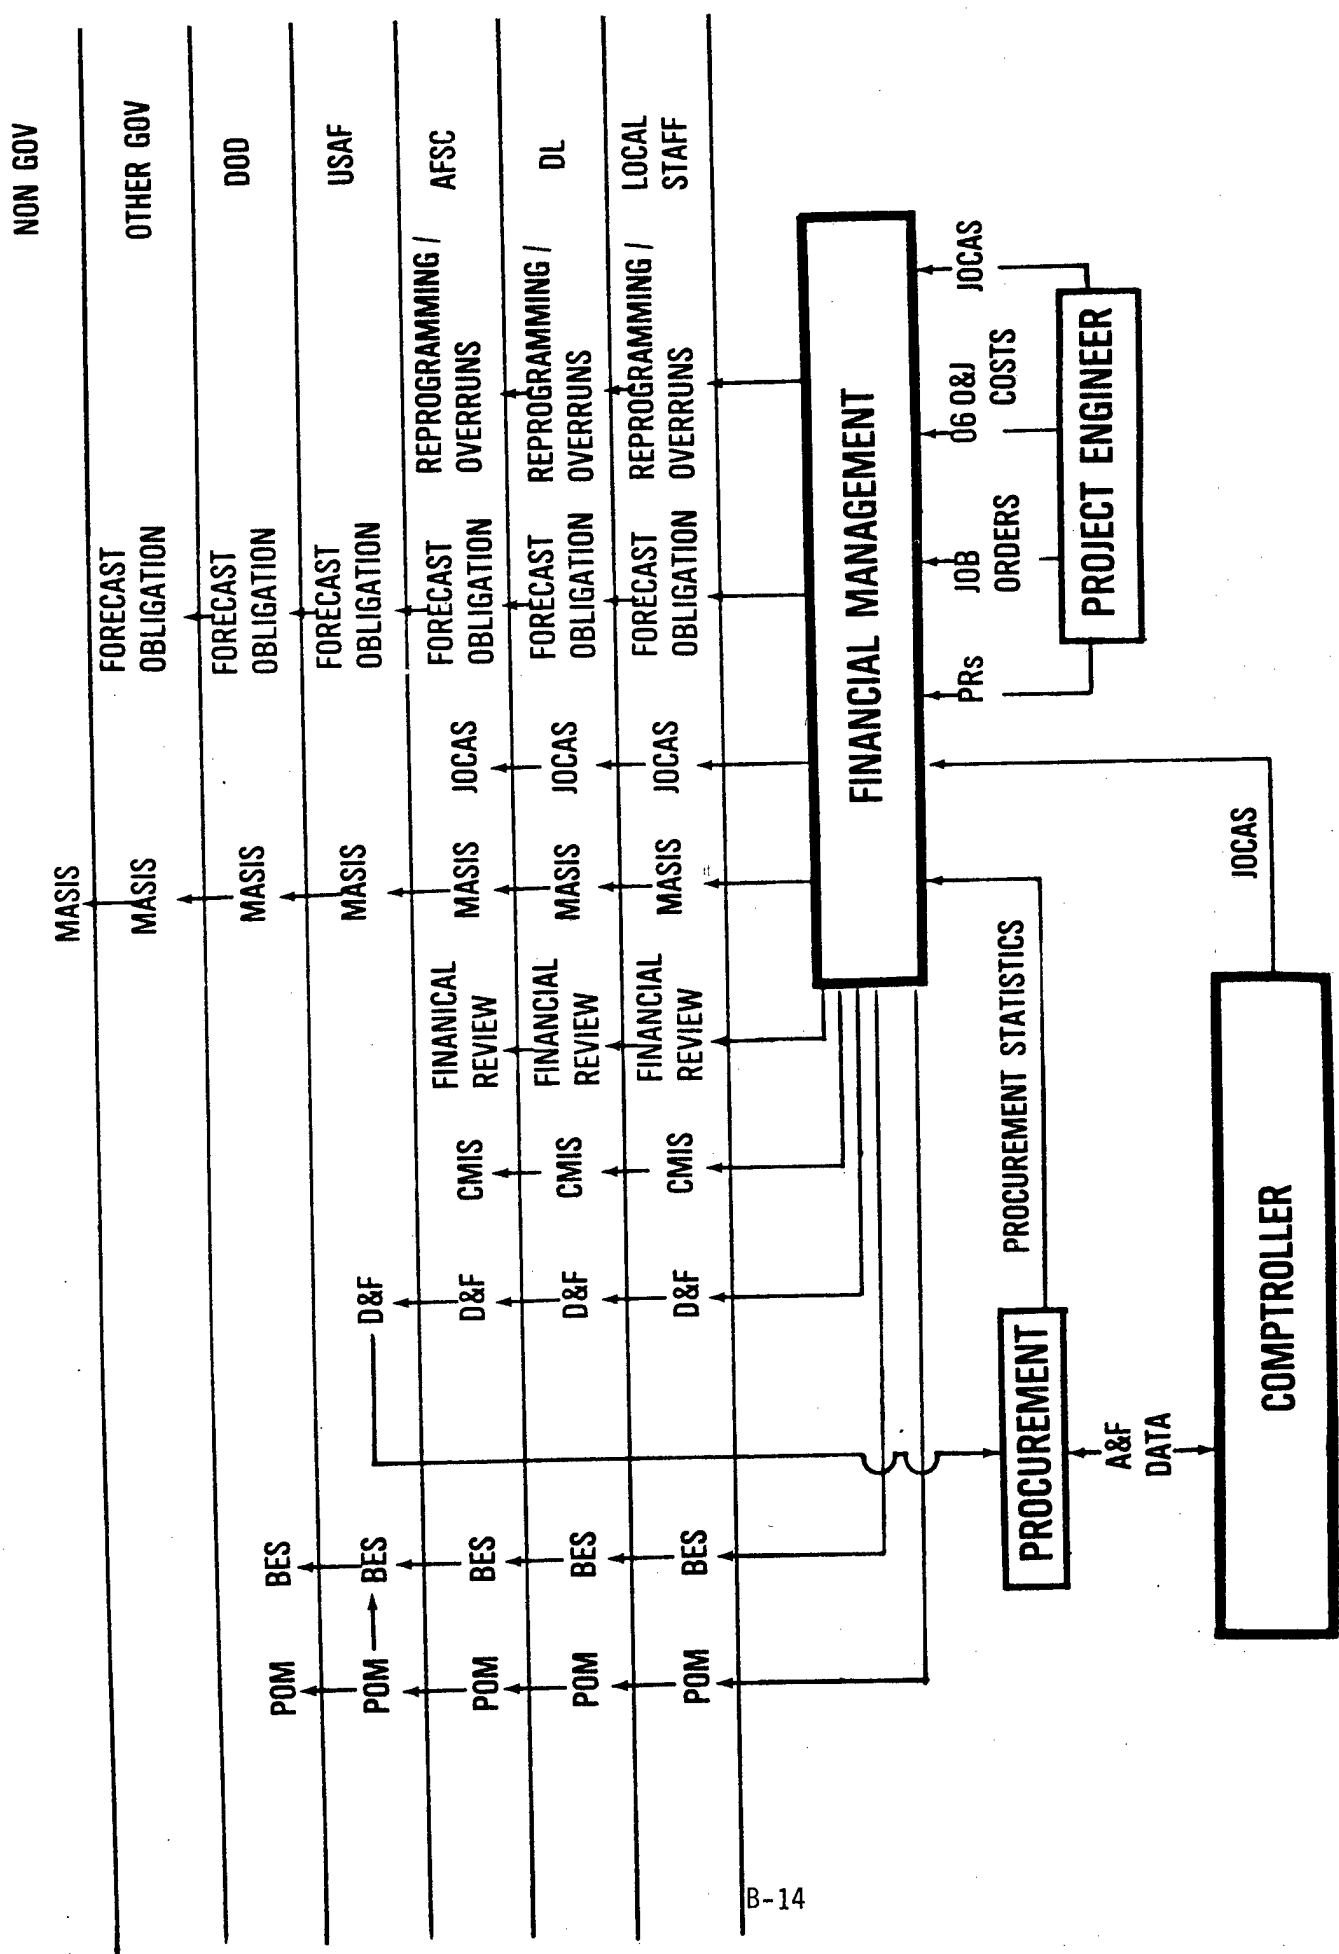 NON GOV
MASIS
OTHER GOV
FORECAST
OBLIGATION
MASIS
DOD
FORECAST
OBLIGATION
MASIS
BES
POM
USAF
FORECAST
OBLIGATION
MASIS
D&F
BES
POM
AFSC
REPROGRAMMING /
OVERRUNS
FORECAST
OBLIGATION
JOCAS
MASIS
FINANICAL
REVIEW
CMIS
D&F
BES
POM
DL
REPROGRAMMING /
OVERRUNS
FORECAST
OBLIGATION
JOCAS
MASIS
FINANCIAL
REVIEW
CMIS
D&F
BES
POM
LOCAL
STAFF
REPROGRAMMING /
OVERRUNS
FORECAST
OBLIGATION
JOCAS
MASIS
FINANCIAL
REVIEW
CMIS
D&F
BES
POM
FINANCIAL MANAGEMENT
PRs
JOB
ORDERS
06 O&J
COSTS
JOCAS
PROJECT ENGINEER
PROCUREMENT STATISTICS
JOCAS
PROCUREMENT
A&F
DATA
COMPTROLLER
B-14